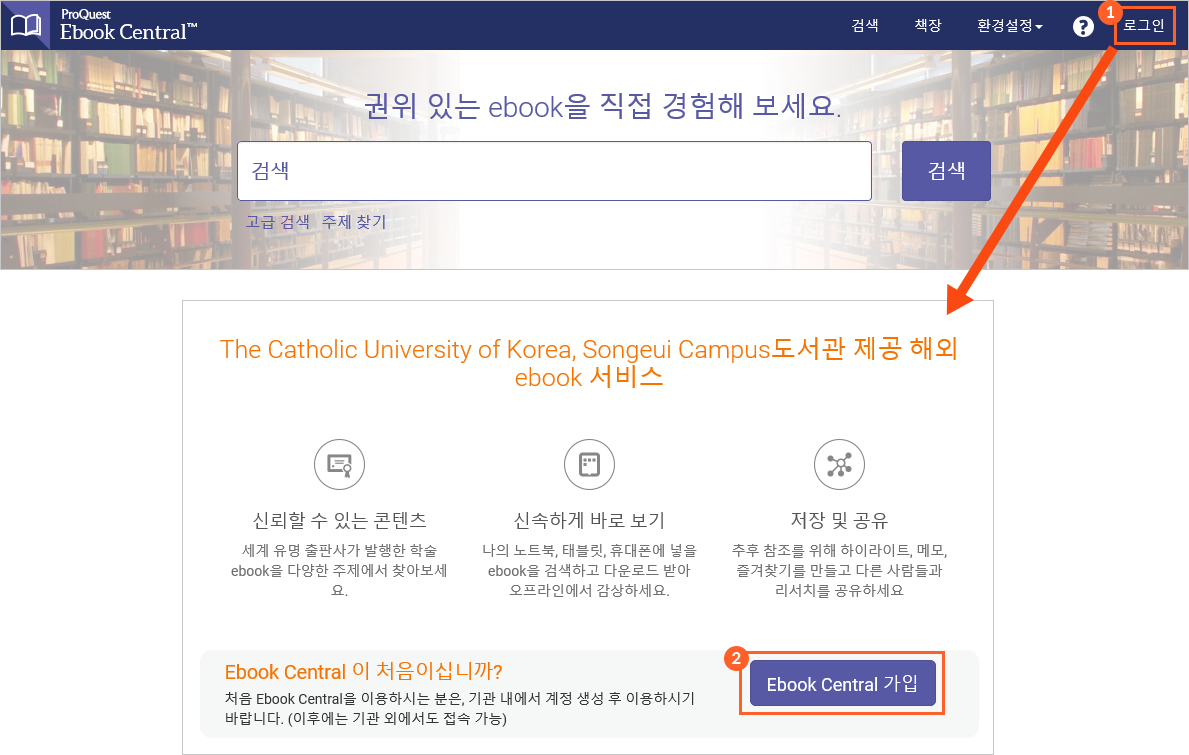 ProQuest
Ebook Central™
검색 책장 환경설정 ? 1 로그인
권위 있는 ebook을 직접 경험해 보세요.
검색 검색
고급 검색 주제 찾기
The Catholic University of Korea, Songeui Campus도서관 제공 해외
ebook 서비스
신뢰할 수 있는 콘텐츠
세계 유명 출판사가 발행한 학술
ebook을 다양한 주제에서 찾아보세
요.
신속하게 바로 보기
나의 노트북, 태블릿, 휴대폰에 넣을
ebook을 검색하고 다운로드 받아
오프라인에서 감상하세요.
저장 및 공유
추후 참조를 위해 하이라이트, 메모,
즐겨찾기를 만들고 다른 사람들과
리서치를 공유하세요
Ebook Central 이 처음이십니까?
처음 Ebook Central을 이용하시는 분은, 기관 내에서 계정 생성 후 이용하시기
바랍니다. (이후에는 기관 외에서도 접속 가능)
2
Ebook Central 가입